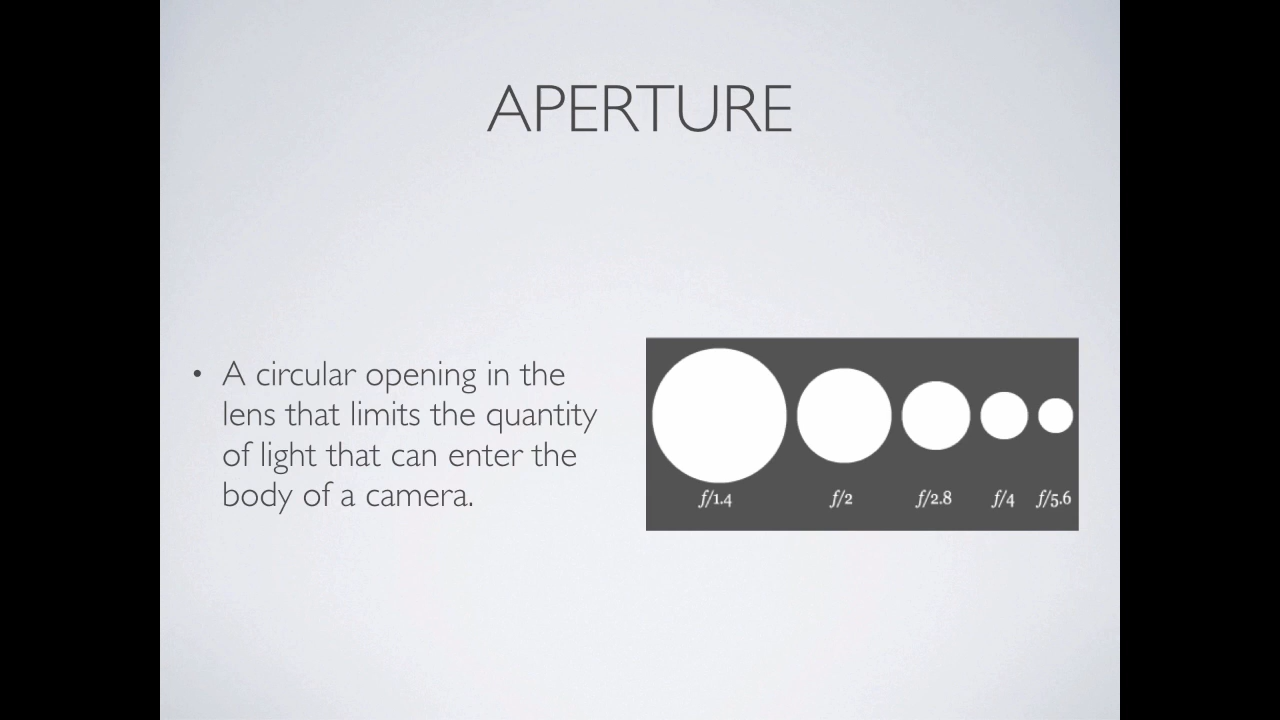 APERTURE
• A circular opening in the
lens that limits the quantity
of light that can enter the
body of a camera.
f/1.4 f/2 f/2.8 f/4 f/5.6